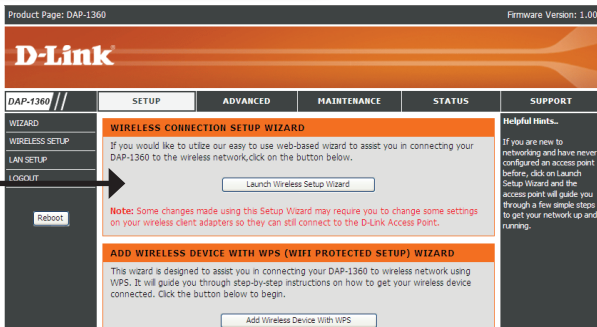 Product Page: DAP-1360
Firmware Version: 1.00
D-Link
DAP-1360 //
SETUP
ADVANCED
MAINTENANCE
STATUS
SUPPORT
WIZARD
WIRELESS SETUP
LAN SETUP
LOGOUT
Reboot
WIRELESS CONNECTION SETUP WIZARD
If you would like to utilize our easy to use web-based wizard to assist you in connecting your
DAP-1360 to the wireless network,click on the button below.
Launch Wireless Setup Wizard
Note: Some changes made using this Setup Wizard may require you to change some settings
on your wireless client adapters so they can still connect to the D-Link Access Point.
ADD WIRELESS DEVICE WITH WPS (WIFI PROTECTED SETUP) WIZARD
This wizard is designed to assist you in connecting your DAP-1360 to wireless network using
WPS. It will guide you through step-by-step instructions on how to get your wireless device
connected. Click the button below to begin.
Add Wireless Device With WPS
Helpful Hints..
If you are new to
networking and have never
configured an access point
before, click on Launch
Setup Wizard and the
access point will guide you
through a few simple steps
to get your network up and
running.